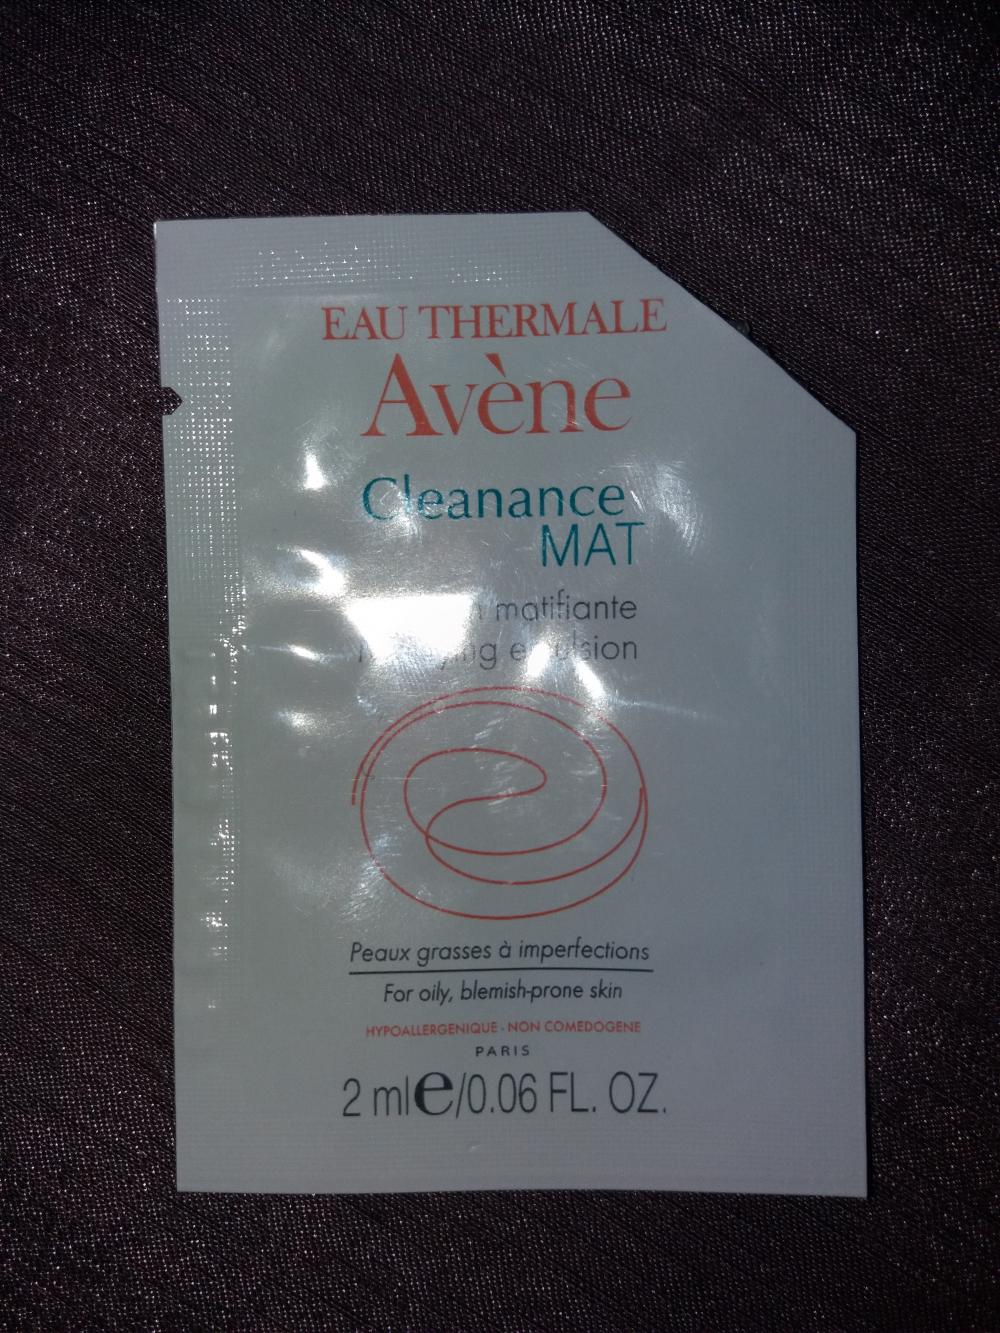 EAU THERMALE
Avène
Cleanance
MAT
matifiante
emulsion
Peaux grasses à imperfections
For oily, blemish-prone skin
HYPOALLERGENIQUE - NON COMEDOGENE
PARIS
2 ml e/0.06 FL. OZ.